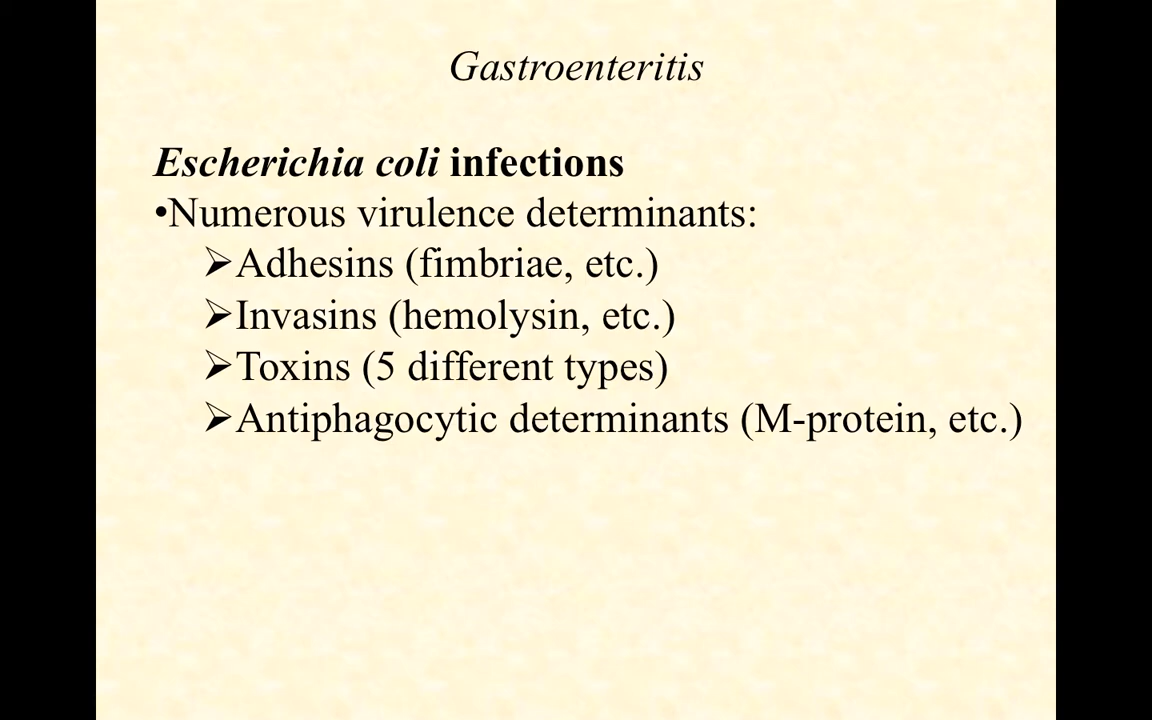 Gastroenteritis
Escherichia coli infections
•Numerous virulence determinants:
➢Adhesins (fimbriae, etc.)
➢Invasins (hemolysin, etc.)
➢Toxins (5 different types)
➢Antiphagocytic determinants (M-protein, etc.)